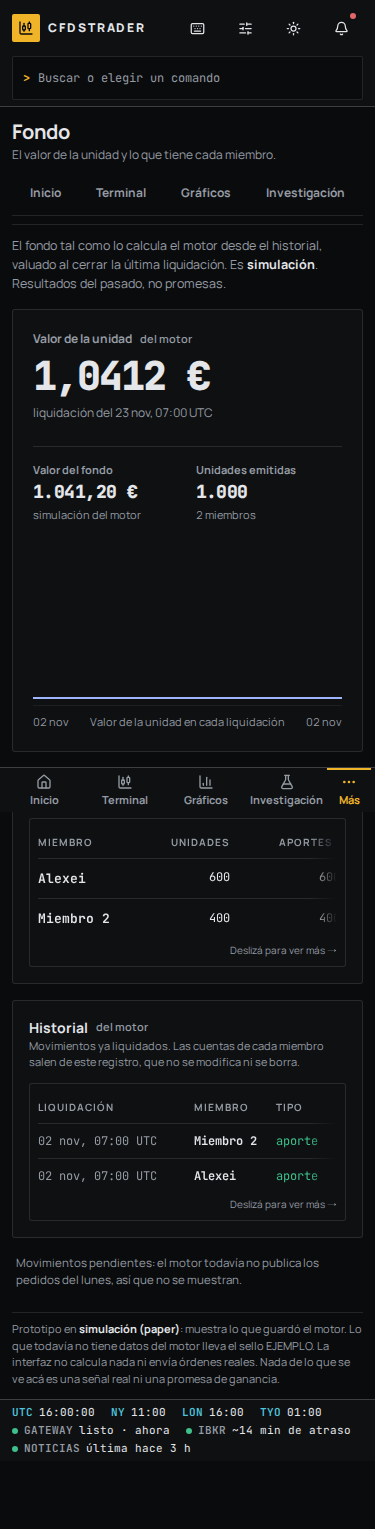 CFDSTRADER
> Buscar o elegir un comando
Fondo
El valor de la unidad y lo que tiene cada miembro.
Inicio Terminal Gráficos Investigación
El fondo tal como lo calcula el motor desde el historial,
valuado al cerrar la última liquidación. Es simulación.
Resultados del pasado, no promesas.
Valor de la unidad del motor
1,0412 €
liquidación del 23 nov, 07:00 UTC
Valor del fondo Unidades emitidas
1.041,20 € 1.000
simulación del motor 2 miembros
02 nov Valor de la unidad en cada liquidación 02 nov
Inicio Terminal Gráficos Investigación Más
MIEMBRO UNIDADES APORTES
Alexei 600
Miembro 2 400
Deslizá para ver más →
Historial del motor
Movimientos ya liquidados. Las cuentas de cada miembro
salen de este registro, que no se modifica ni se borra.
LIQUIDACIÓN MIEMBRO TIPO
02 nov, 07:00 UTC Miembro 2 aporte
02 nov, 07:00 UTC Alexei aporte
Deslizá para ver más →
Movimientos pendientes: el motor todavía no publica los
pedidos del lunes, así que no se muestran.
Prototipo en simulación (paper): muestra lo que guardó el motor. Lo
que todavía no tiene datos del motor lleva el sello EJEMPLO. La
interfaz no calcula nada ni envía órdenes reales. Nada de lo que se
ve acá es una señal real ni una promesa de ganancia.
UTC 16:00:00 NY 11:00 LON 16:00 TYO 01:00
GATEWAY listo · ahora IBKR ~14 min de atraso
NOTICIAS última hace 3 h